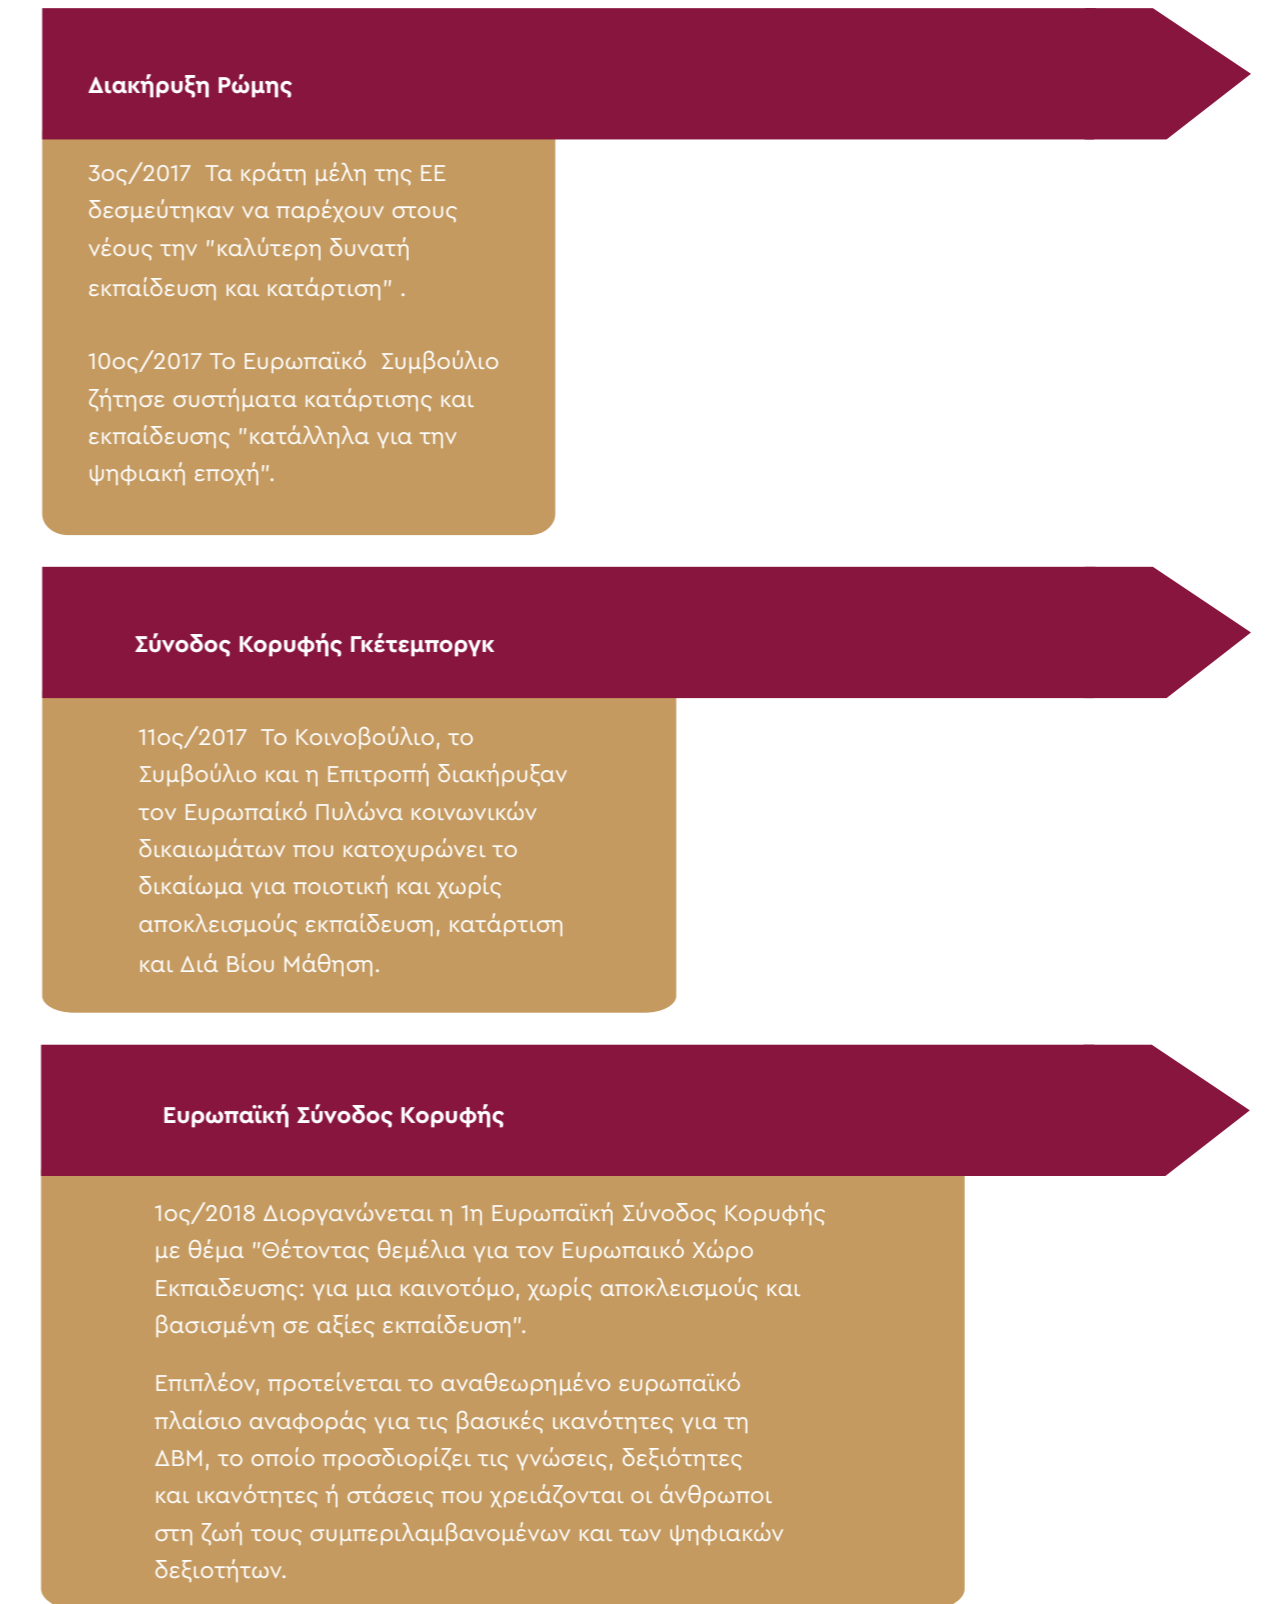 Διακήρυξη Ρώμης
3ος/2017 Τα κράτη μέλη της ΕΕ
δεσμεύτηκαν να παρέχουν στους
νέους την "καλύτερη δυνατή
εκπαίδευση και κατάρτιση" .
10ος/2017 Το Ευρωπαϊκό Συμβούλιο
ζήτησε συστήματα κατάρτισης και
εκπαίδευσης "κατάλληλα για την
ψηφιακή εποχή".
Σύνοδος Κορυφής Γκέτεμποργκ
11ος/2017 Το Κοινοβούλιο, το
Συμβούλιο και η Επιτροπή διακήρυξαν
τον Ευρωπαίκό Πυλώνα κοινωνικών
δικαιωμάτων που κατοχυρώνει το
δικαίωμα για ποιοτική και χωρίς
αποκλεισμούς εκπαίδευση, κατάρτιση
και Διά Βίου Μάθηση.
Ευρωπαϊκή Σύνοδος Κορυφής
1ος/2018 Διοργανώνεται η 1η Ευρωπαϊκή Σύνοδος Κορυφής
με θέμα "Θέτοντας θεμέλια για τον Ευρωπαικό Χώρο
Εκπαιδευσης: για μια καινοτόμο, χωρίς αποκλεισμούς και
βασισμένη σε αξίες εκπαίδευση".
Επιπλέον, προτείνεται το αναθεωρημένο ευρωπαϊκό
πλαίσιο αναφοράς για τις βασικές ικανότητες για τη
ΔΒΜ, το οποίο προσδιορίζει τις γνώσεις, δεξιότητες
και ικανότητες ή στάσεις που χρειάζονται οι άνθρωποι
στη ζωή τους συμπεριλαμβανομένων και των ψηφιακών
δεξιοτήτων.